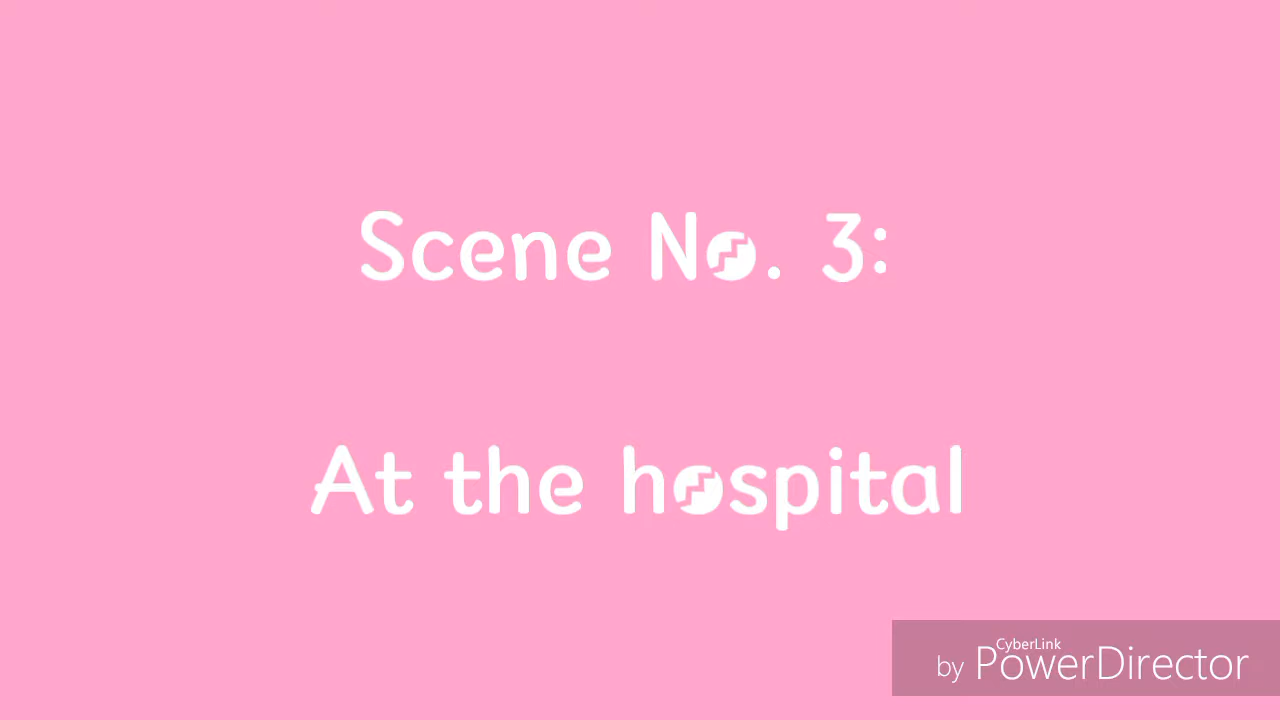 Scene No. 3:
At the hospital
CyberLink
by PowerDirector